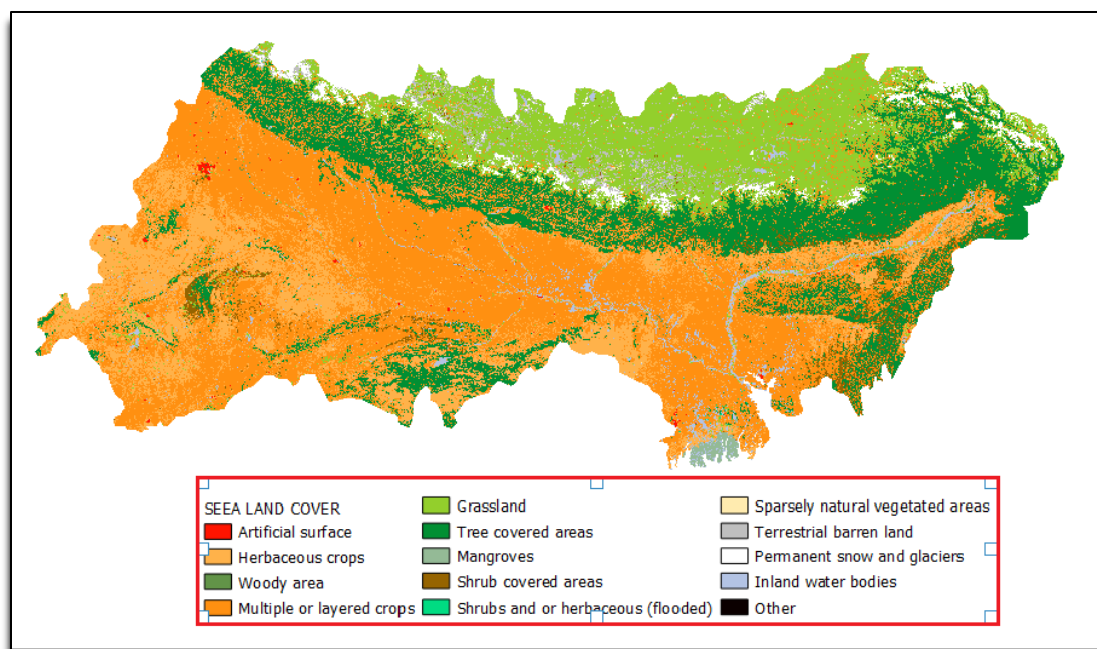 SEEA LAND COVER
Artificial surface
Herbaceous crops
Woody area
Multiple or layered crops
Grassland
Tree covered areas
Mangroves
Shrub covered areas
Shrubs and or herbaceous (flooded)
Sparsely natural vegetated areas
Terrestrial barren land
Permanent snow and glaciers
Inland water bodies
Other